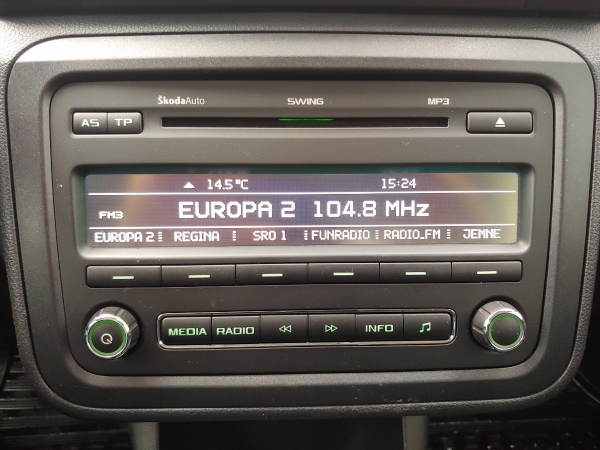 ŠkodaAuto SWING MP3
AS TP
14.5°C 15:24
FM3 EUROPA 2 104.8 MHz
EUROPA 2 REGINA SRO 1 FUNRADIO RADIO_FM JEMNE
MEDIA RADIO INFO